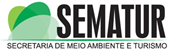 SEMATUR
SECRETARIA DE MEIO AMBIENTE E TURISMO